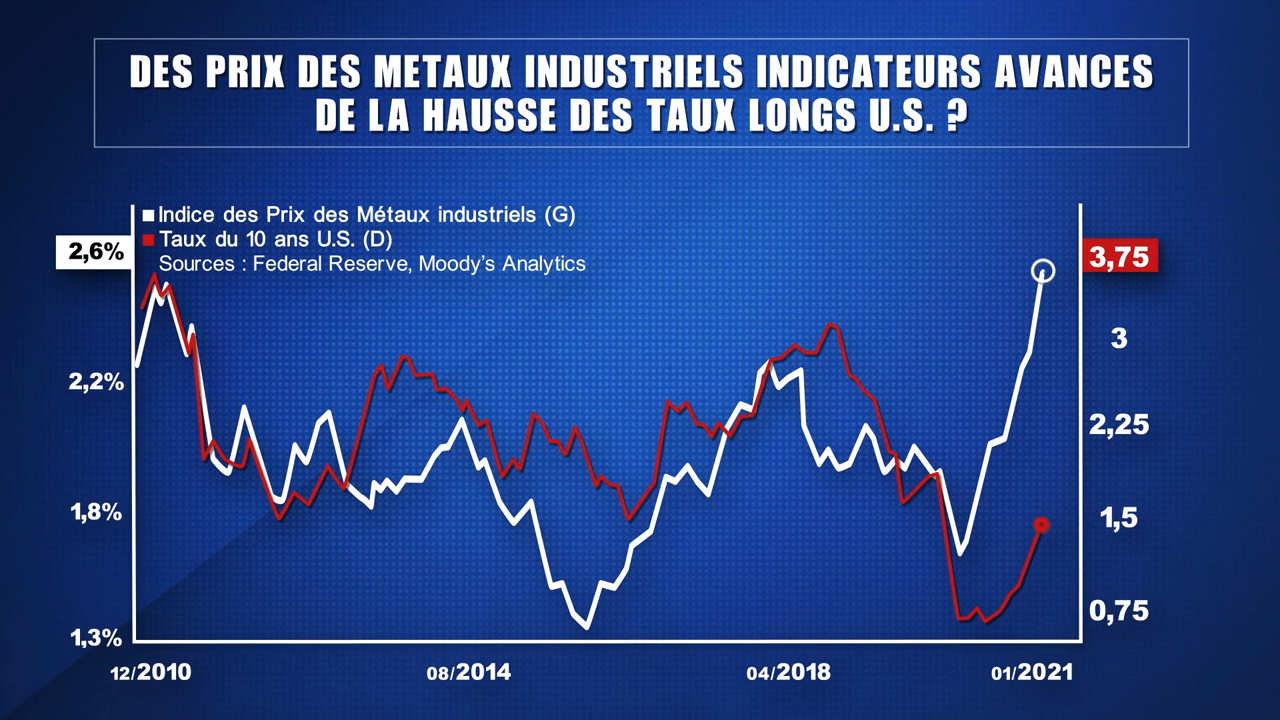 DES PRIX DES METAUX INDUSTRIELS INDICATEURS AVANCES
DE LA HAUSSE DES TAUX LONGS U.S. ?
Indice des Prix des Métaux industriels (G)
Taux du 10 ans U.S. (D)
Sources : Federal Reserve, Moody's Analytics
2,6%
2,2%
1,8%
1,3%
3,75
3
2,25
1,5
0,75
12/2010
08/2014
04/2018
01/2021